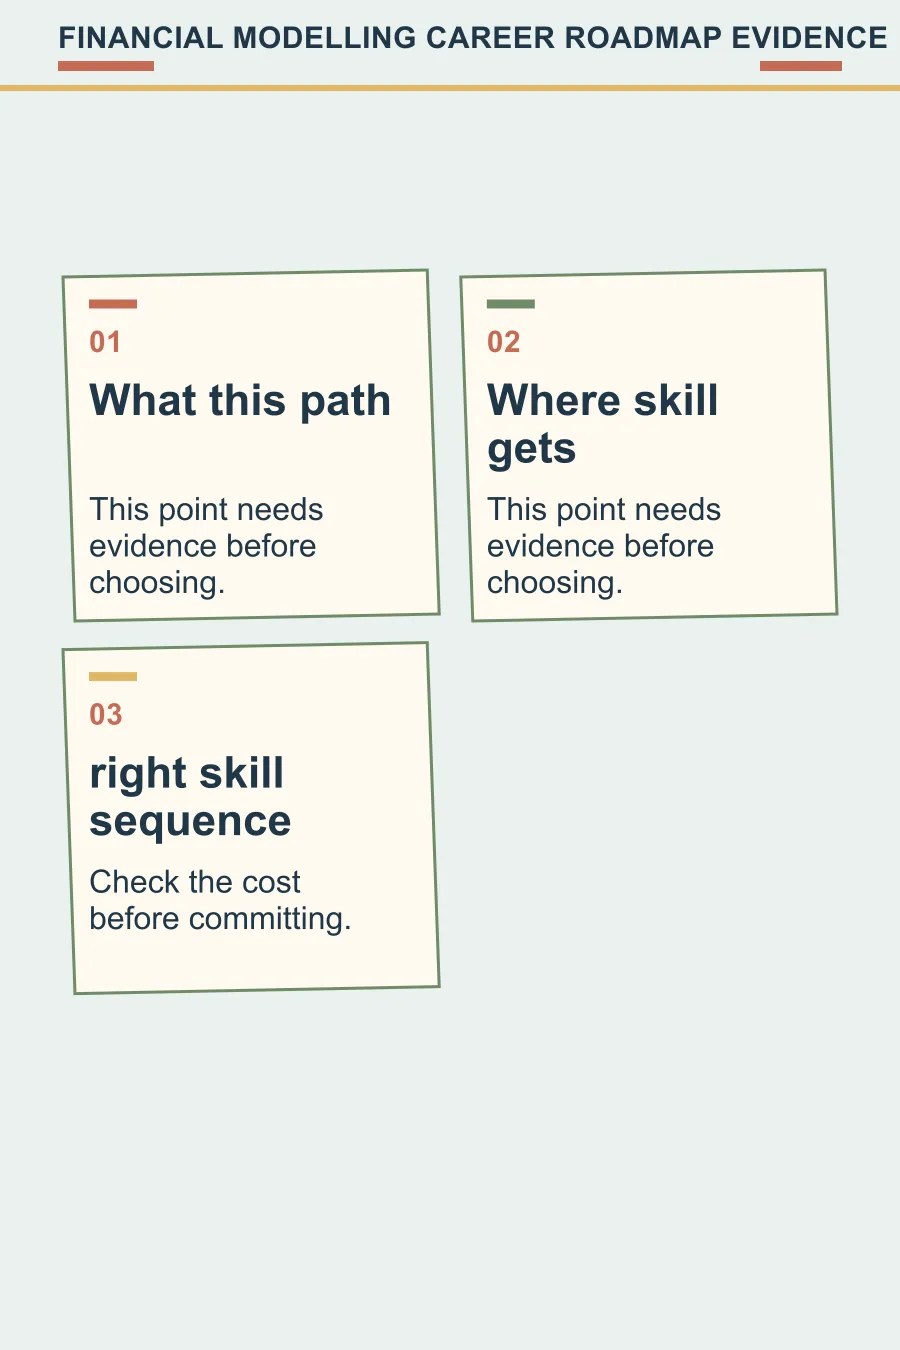 FINANCIAL MODELLING CAREER ROADMAP EVIDENCE
01
What this path
This point needs
evidence before
choosing.
02
Where skill
gets
This point needs
evidence before
choosing.
03
right skill
sequence
Check the cost
before committing.